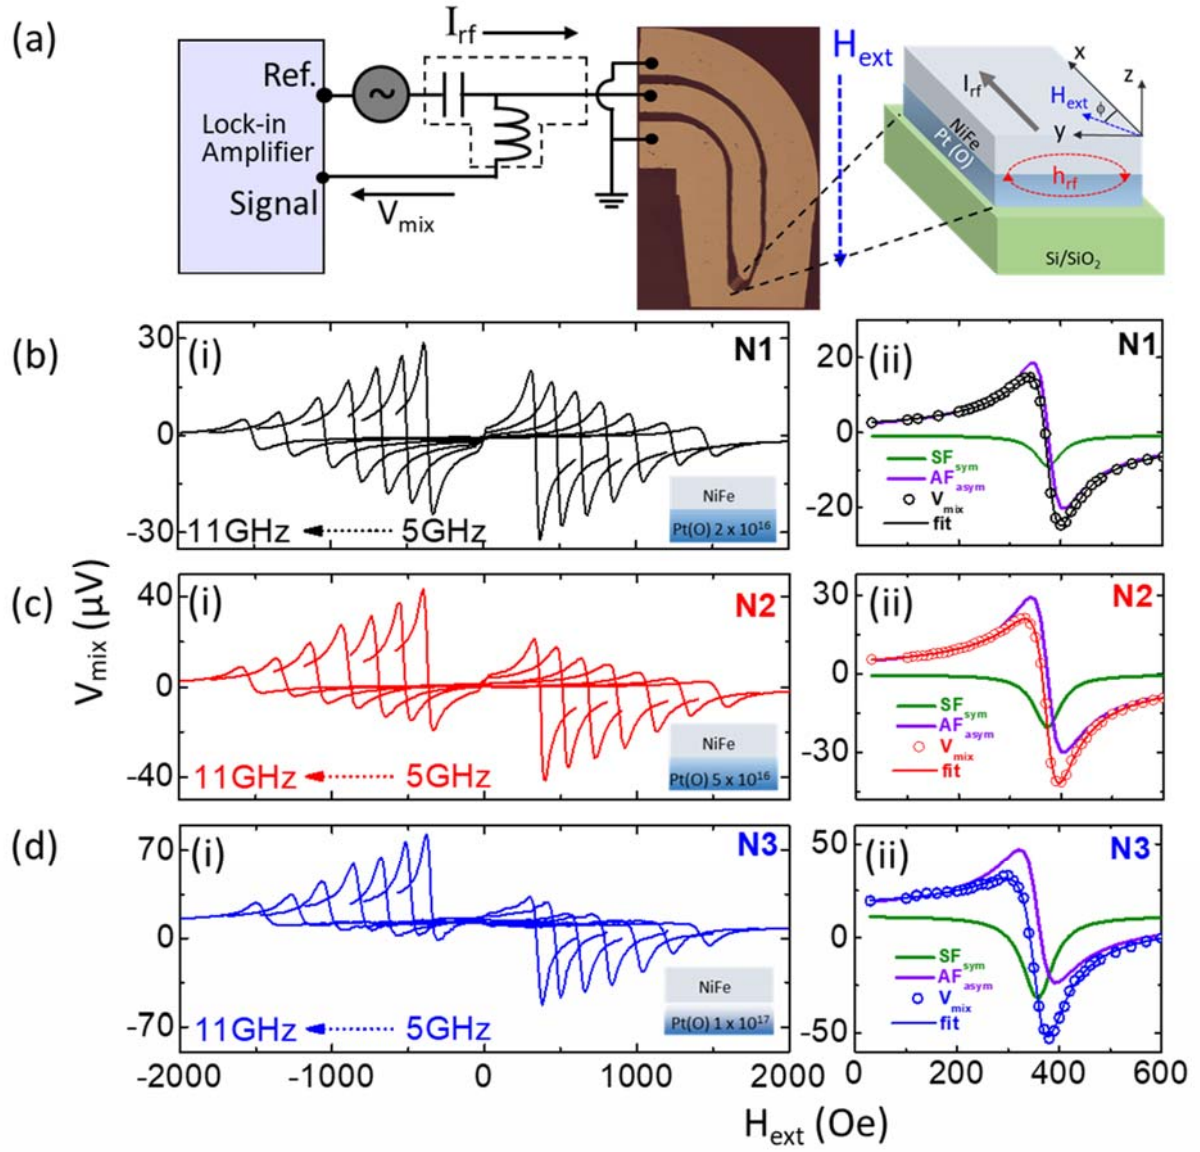 (a)
I_rf
Ref.
~
Lock-in
Amplifier
Signal
V_mix
H_ext
x
z
I_rf
H_ext
ϕ
y
NiFe
Pt (O)
h_rf
Si/SiO₂
(b)
30
0
-30
(i)
N1
11GHz
5GHz
NiFe
Pt(O) 2 x 10¹⁶
20
0
-20
(ii)
N1
SF_sym
AF_asym
V_mix
fit
(c)
V_mix (µV)
40
0
-40
(i)
N2
11GHz
5GHz
NiFe
Pt(O) 5 x 10¹⁶
30
0
-30
(ii)
N2
SF_sym
AF_asym
V_mix
fit
(d)
70
0
-70
(i)
N3
11GHz
5GHz
NiFe
Pt(O) 1 x 10¹⁷
50
0
-50
(ii)
N3
SF_sym
AF_asym
V_mix
fit
-2000 -1000 0 1000 2000
0 200 400 600
H_ext (Oe)